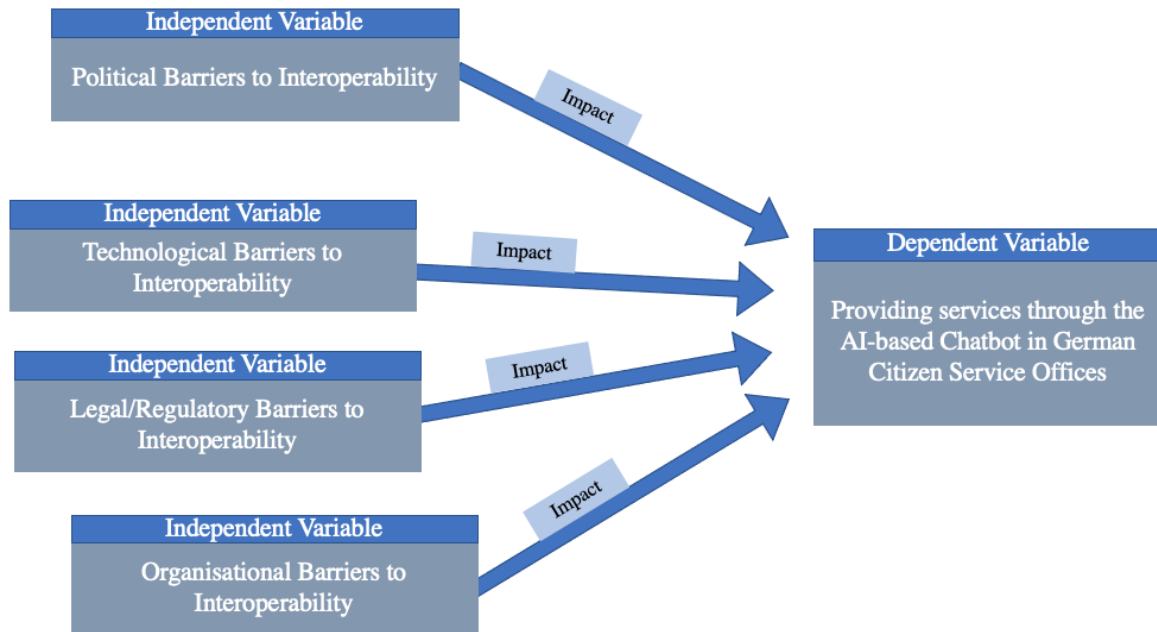 Independent Variable
Political Barriers to Interoperability
Impact
Independent Variable
Technological Barriers to
Interoperability
Impact
Independent Variable
Legal/Regulatory Barriers to
Interoperability
Impact
Independent Variable
Organisational Barriers to
Interoperability
Impact
Dependent Variable
Providing services through the
AI-based Chatbot in German
Citizen Service Offices